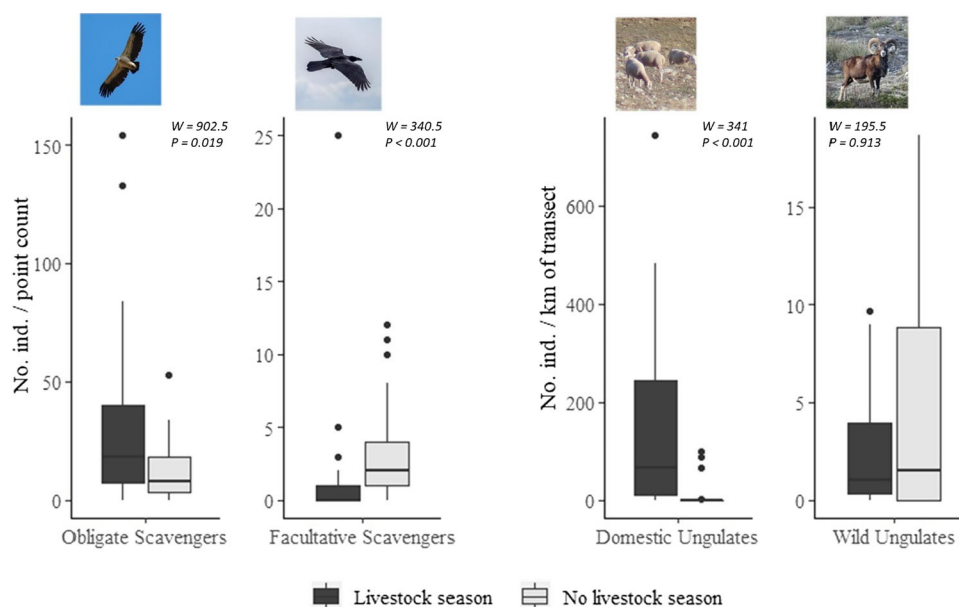 W = 902.5
P = 0.019
W = 340.5
P < 0.001
W = 341
P < 0.001
W = 195.5
P = 0.913
No. ind. / point count
150
100
50
0
25
20
15
10
5
0
No. ind. / km of transect
600
400
200
0
15
10
5
0
Obligate Scavengers
Facultative Scavengers
Domestic Ungulates
Wild Ungulates
Livestock season
No livestock season